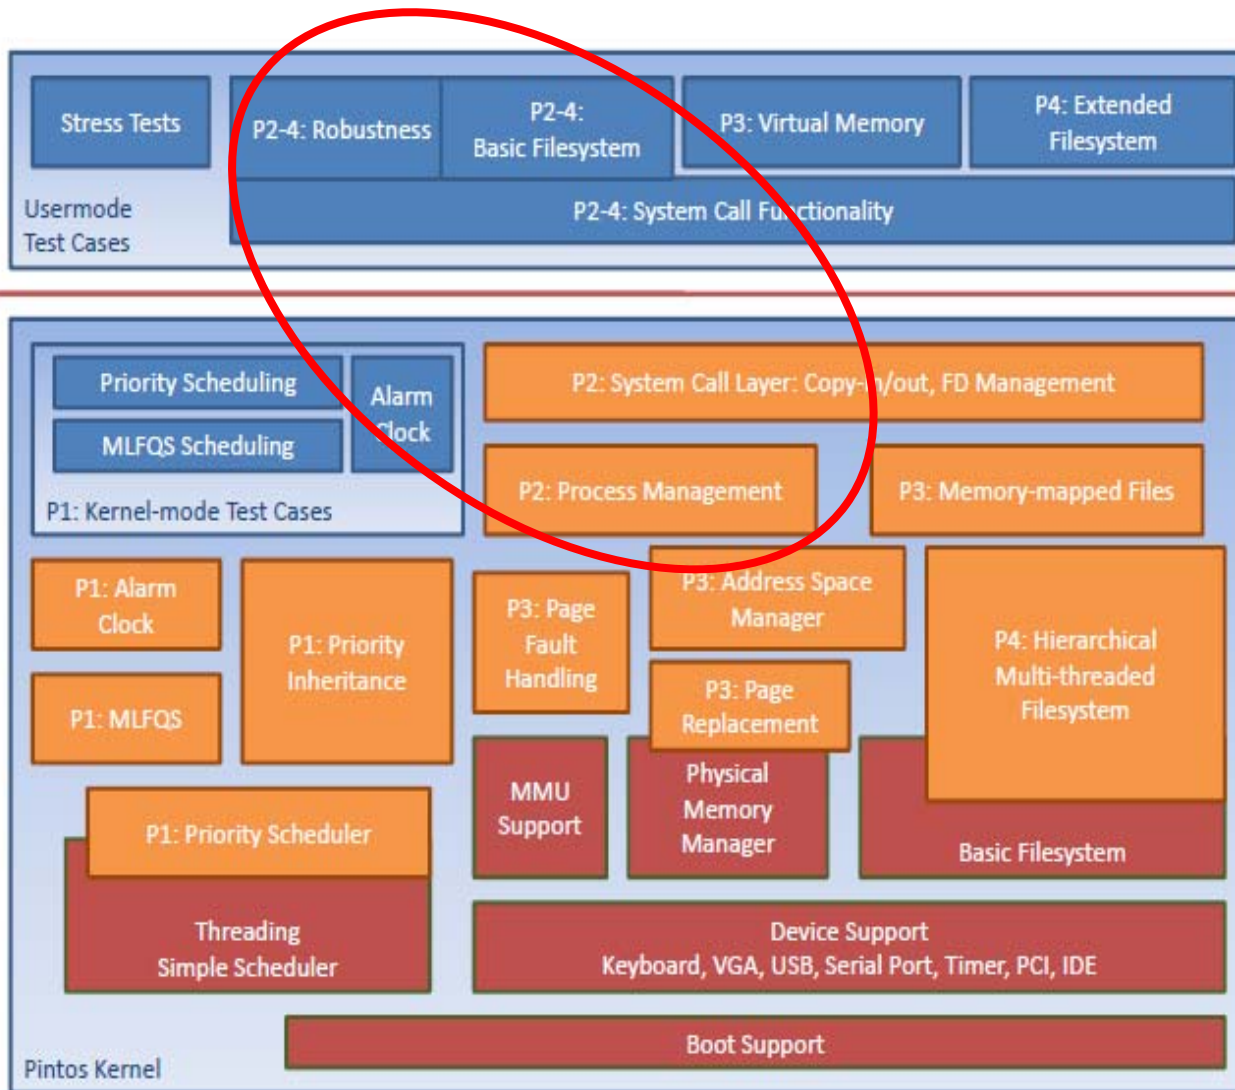 Stress Tests
P2-4: Robustness
P2-4:
Basic Filesystem
P3: Virtual Memory
P4: Extended
Filesystem
Usermode
Test Cases
P2-4: System Call Functionality
Priority Scheduling
MLFQS Scheduling
Alarm
Clock
P1: Kernel-mode Test Cases
P2: System Call Layer: Copy-in/out, FD Management
P2: Process Management
P3: Memory-mapped Files
P1: Alarm
Clock
P1: Priority
Inheritance
P1: MLFQS
P3: Page
Fault
Handling
P3: Address Space
Manager
P3: Page
Replacement
P4: Hierarchical
Multi-threaded
Filesystem
P1: Priority Scheduler
Threading
Simple Scheduler
MMU
Support
Physical
Memory
Manager
Basic Filesystem
Device Support
Keyboard, VGA, USB, Serial Port, Timer, PCI, IDE
Boot Support
Pintos Kernel